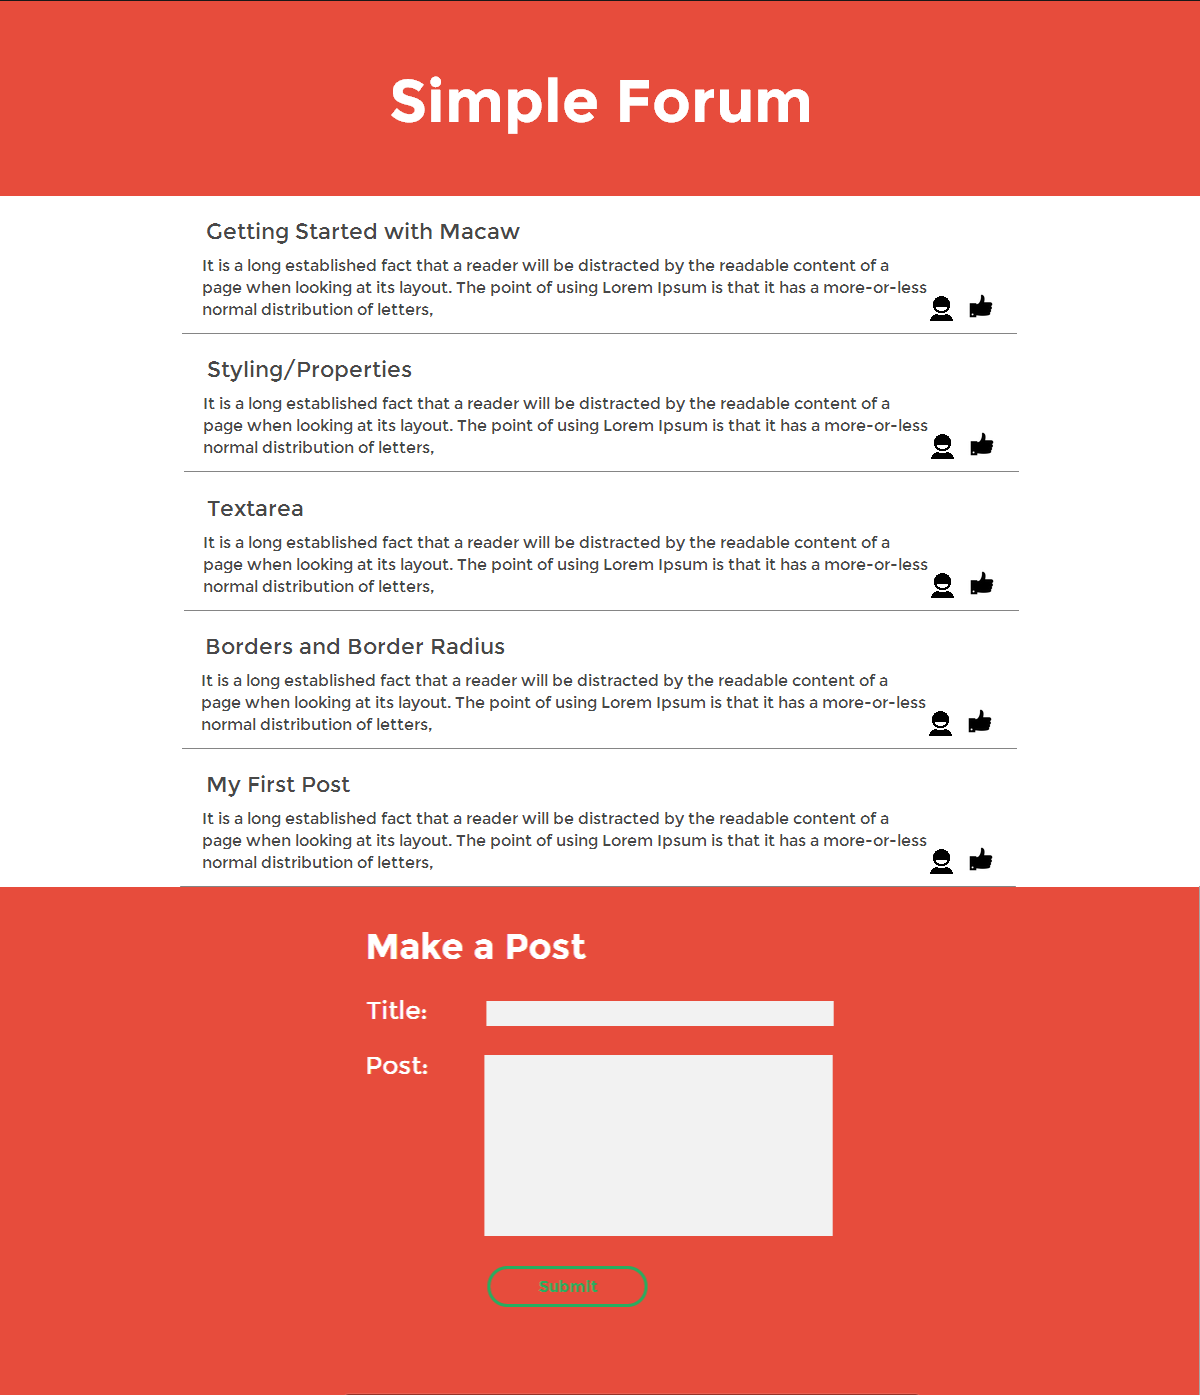 Simple Forum
Getting Started with Macaw
It is a long established fact that a reader will be distracted by the readable content of a
page when looking at its layout. The point of using Lorem Ipsum is that it has a more-or-less
normal distribution of letters,
Styling/Properties
It is a long established fact that a reader will be distracted by the readable content of a
page when looking at its layout. The point of using Lorem Ipsum is that it has a more-or-less
normal distribution of letters,
Textarea
It is a long established fact that a reader will be distracted by the readable content of a
page when looking at its layout. The point of using Lorem Ipsum is that it has a more-or-less
normal distribution of letters,
Borders and Border Radius
It is a long established fact that a reader will be distracted by the readable content of a
page when looking at its layout. The point of using Lorem Ipsum is that it has a more-or-less
normal distribution of letters,
My First Post
It is a long established fact that a reader will be distracted by the readable content of a
page when looking at its layout. The point of using Lorem Ipsum is that it has a more-or-less
normal distribution of letters,
Make a Post
Title:
Post:
Submit